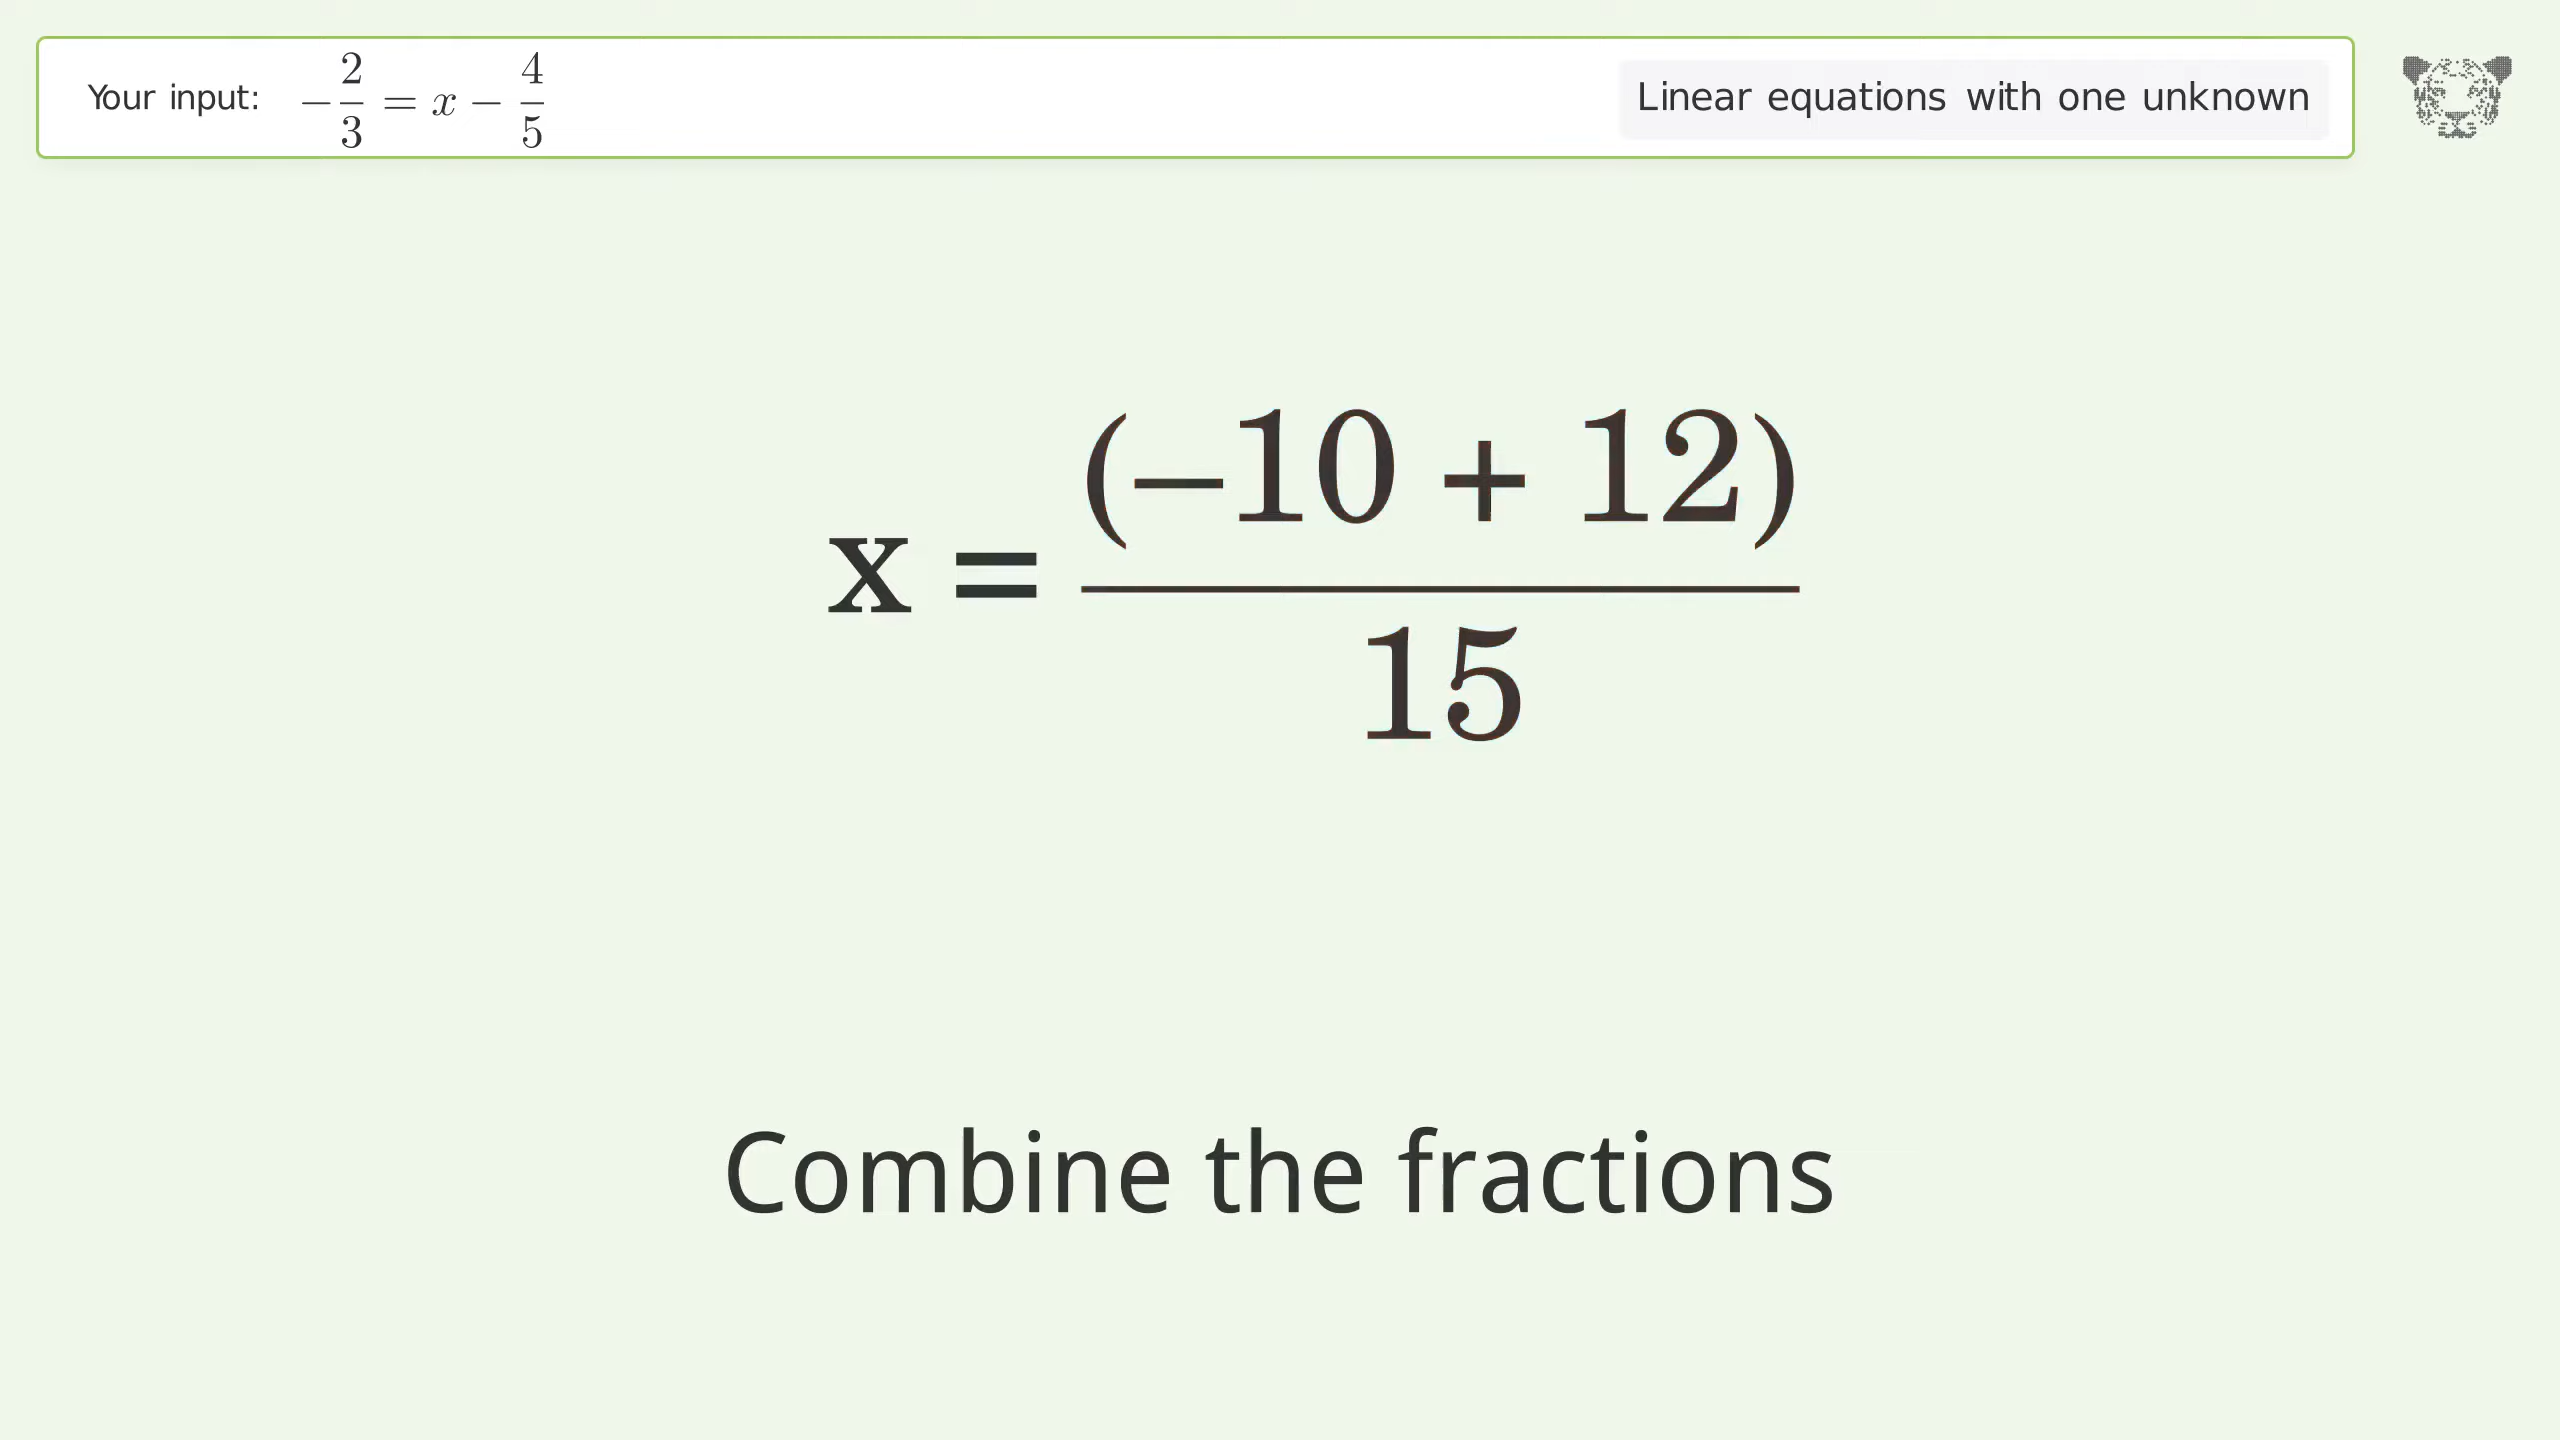 Your input: −2/3 = x − 4/5
Linear equations with one unknown
x = (−10 + 12)/15
Combine the fractions